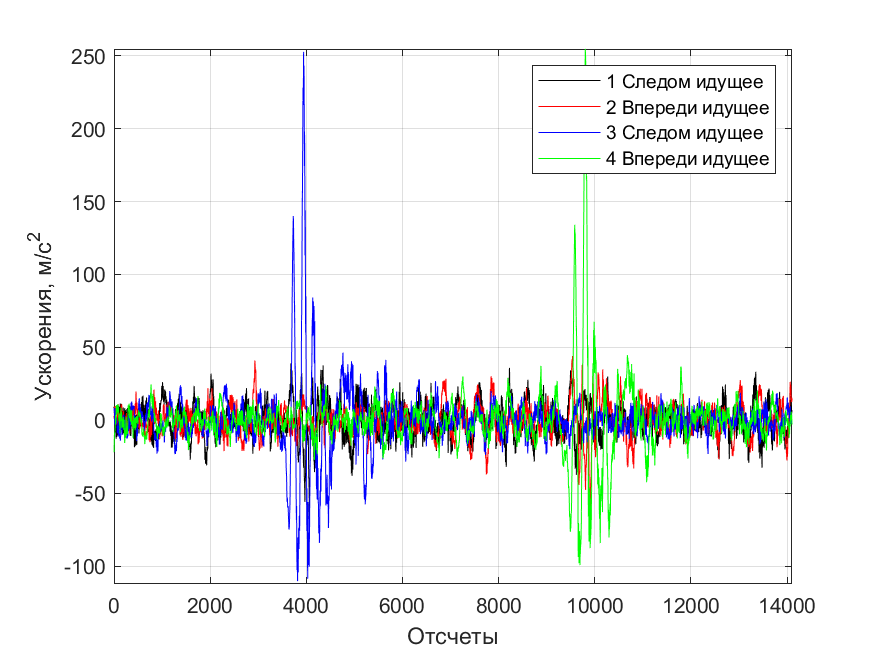 250
200
150
100
50
0
-50
-100
Ускорения, м/с²
1 Следом идущее
2 Впереди идущее
3 Следом идущее
4 Впереди идущее
0 2000 4000 6000 8000 10000 12000 14000
Отсчеты